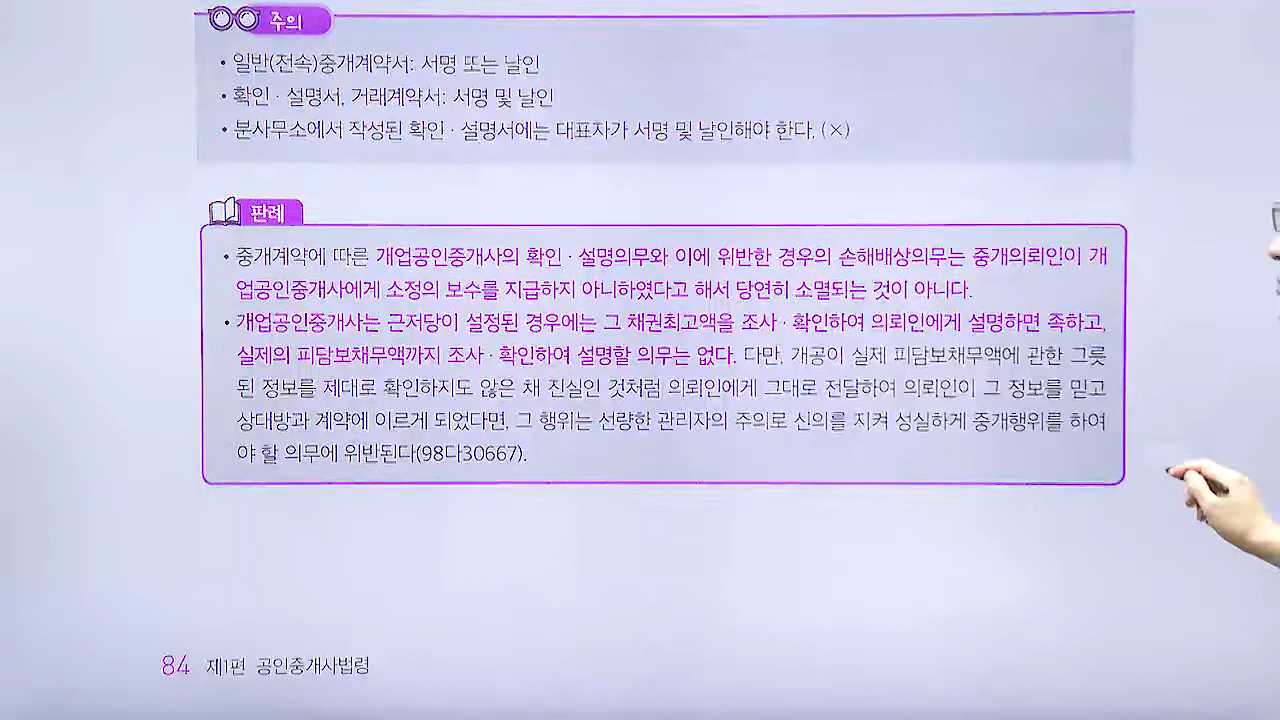 주의
• 일반(전속)중개계약서: 서명 또는 날인
• 확인·설명서, 거래계약서: 서명 및 날인
• 분사무소에서 작성된 확인·설명서에는 대표자가 서명 및 날인해야 한다. (×)
판례
• 중개계약에 따른 개업공인중개사의 확인·설명의무와 이에 위반한 경우의 손해배상의무는 중개의뢰인이 개
업공인중개사에게 소정의 보수를 지급하지 아니하였다고 해서 당연히 소멸되는 것이 아니다.
• 개업공인중개사는 근저당이 설정된 경우에는 그 채권최고액을 조사·확인하여 의뢰인에게 설명하면 족하고,
실제의 피담보채무액까지 조사·확인하여 설명할 의무는 없다. 다만, 개공이 실제 피담보채무액에 관한 그릇
된 정보를 제대로 확인하지도 않은 채 진실인 것처럼 의뢰인에게 그대로 전달하여 의뢰인이 그 정보를 믿고
상대방과 계약에 이르게 되었다면, 그 행위는 선량한 관리자의 주의로 신의를 지켜 성실하게 중개행위를 하여
야 할 의무에 위반된다(98다30667).
84 제1편 공인중개사법령